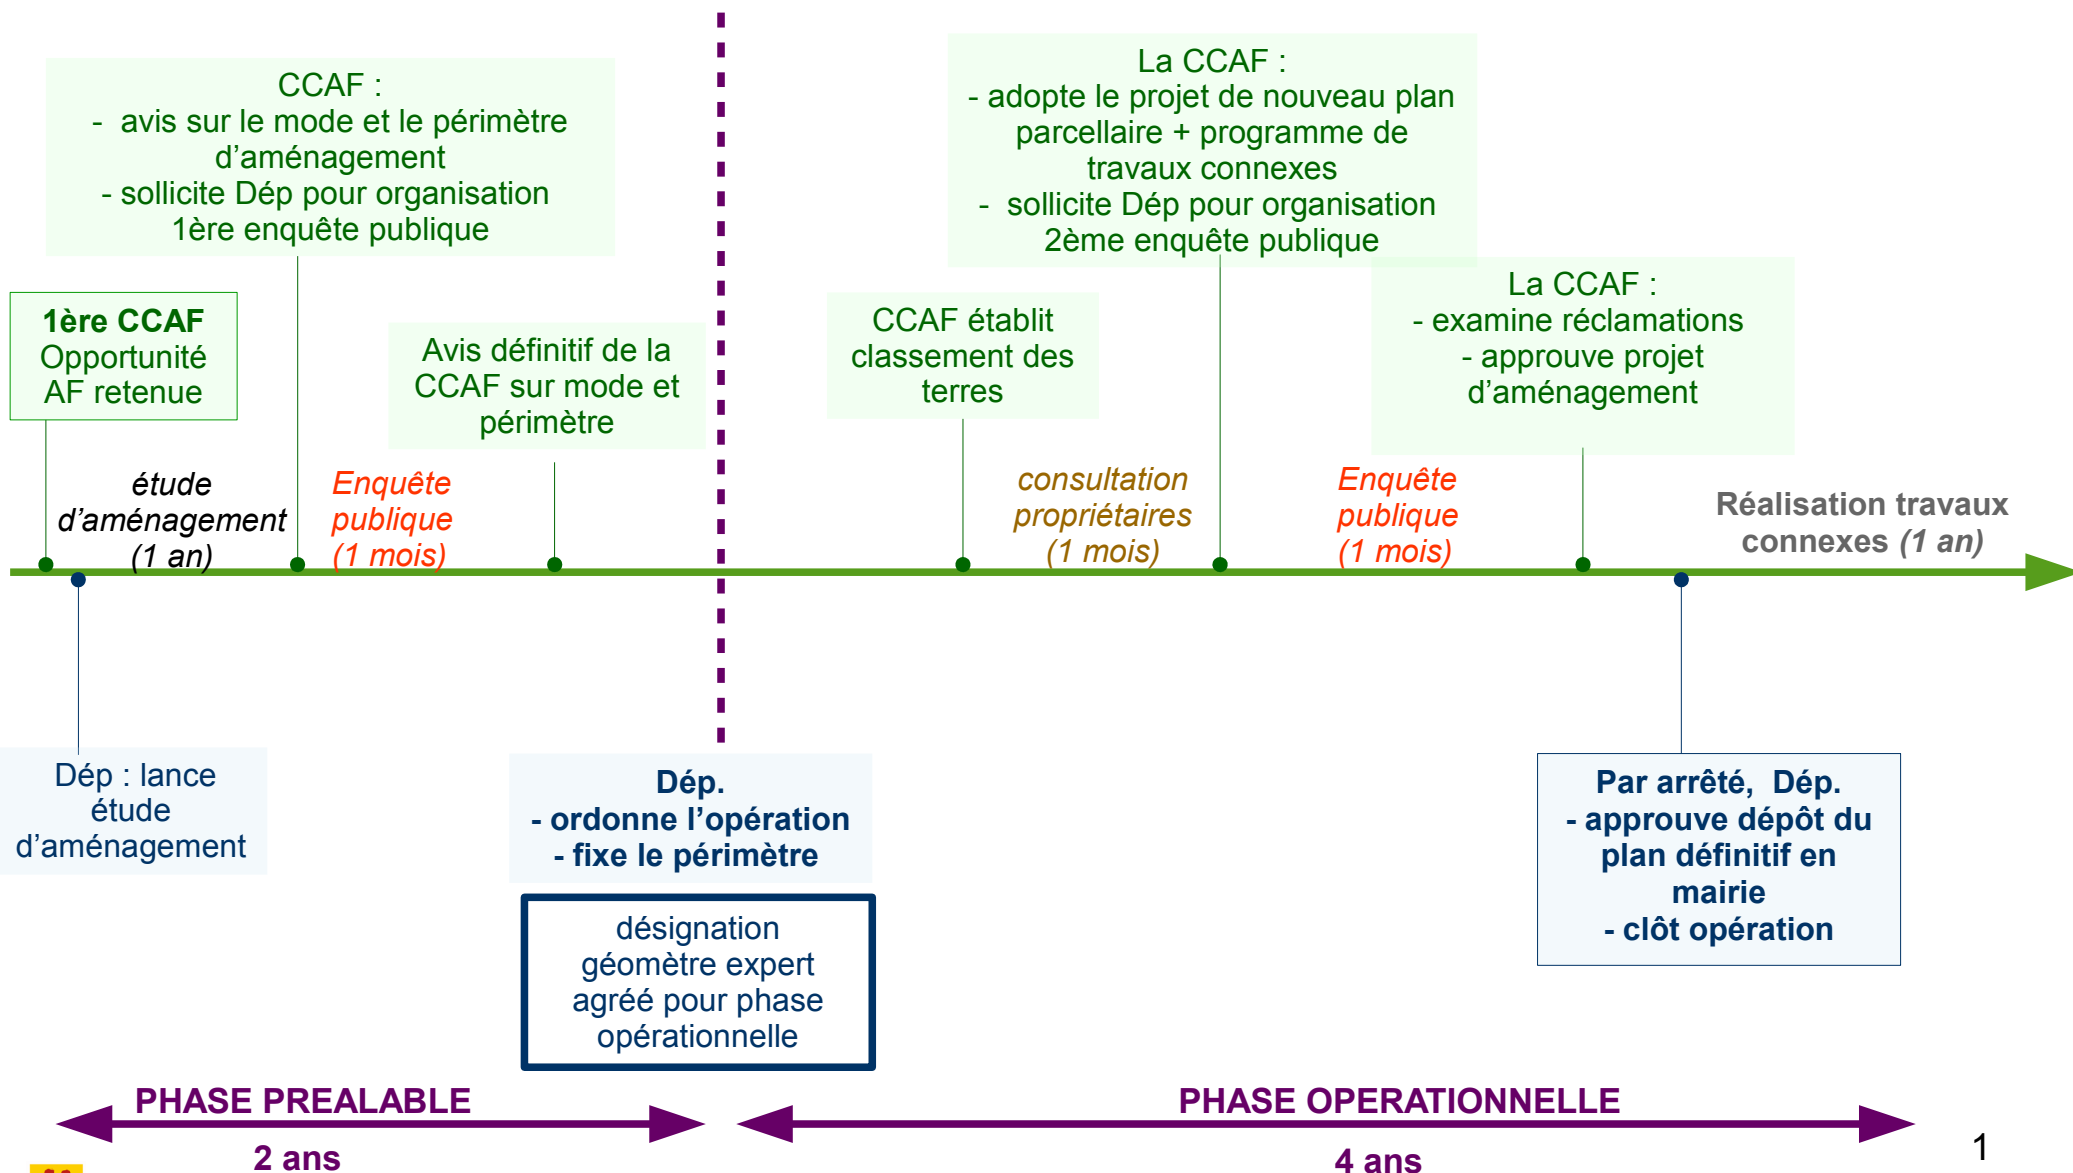 CCAF :
- avis sur le mode et le périmètre
d’aménagement
- sollicite Dép pour organisation
1ère enquête publique
La CCAF :
- adopte le projet de nouveau plan
parcellaire + programme de
travaux connexes
- sollicite Dép pour organisation
2ème enquête publique
1ère CCAF
Opportunité
AF retenue
Avis définitif de la
CCAF sur mode et
périmètre
CCAF établit
classement des
terres
La CCAF :
- examine réclamations
- approuve projet
d’aménagement
étude
d’aménagement
(1 an)
Enquête
publique
(1 mois)
consultation
propriétaires
(1 mois)
Enquête
publique
(1 mois)
Réalisation travaux
connexes (1 an)
Dép : lance
étude
d’aménagement
Dép.
- ordonne l’opération
- fixe le périmètre
désignation
géomètre expert
agréé pour phase
opérationnelle
Par arrêté, Dép.
- approuve dépôt du
plan définitif en
mairie
- clôt opération
PHASE PREALABLE
2 ans
PHASE OPERATIONNELLE
4 ans
1